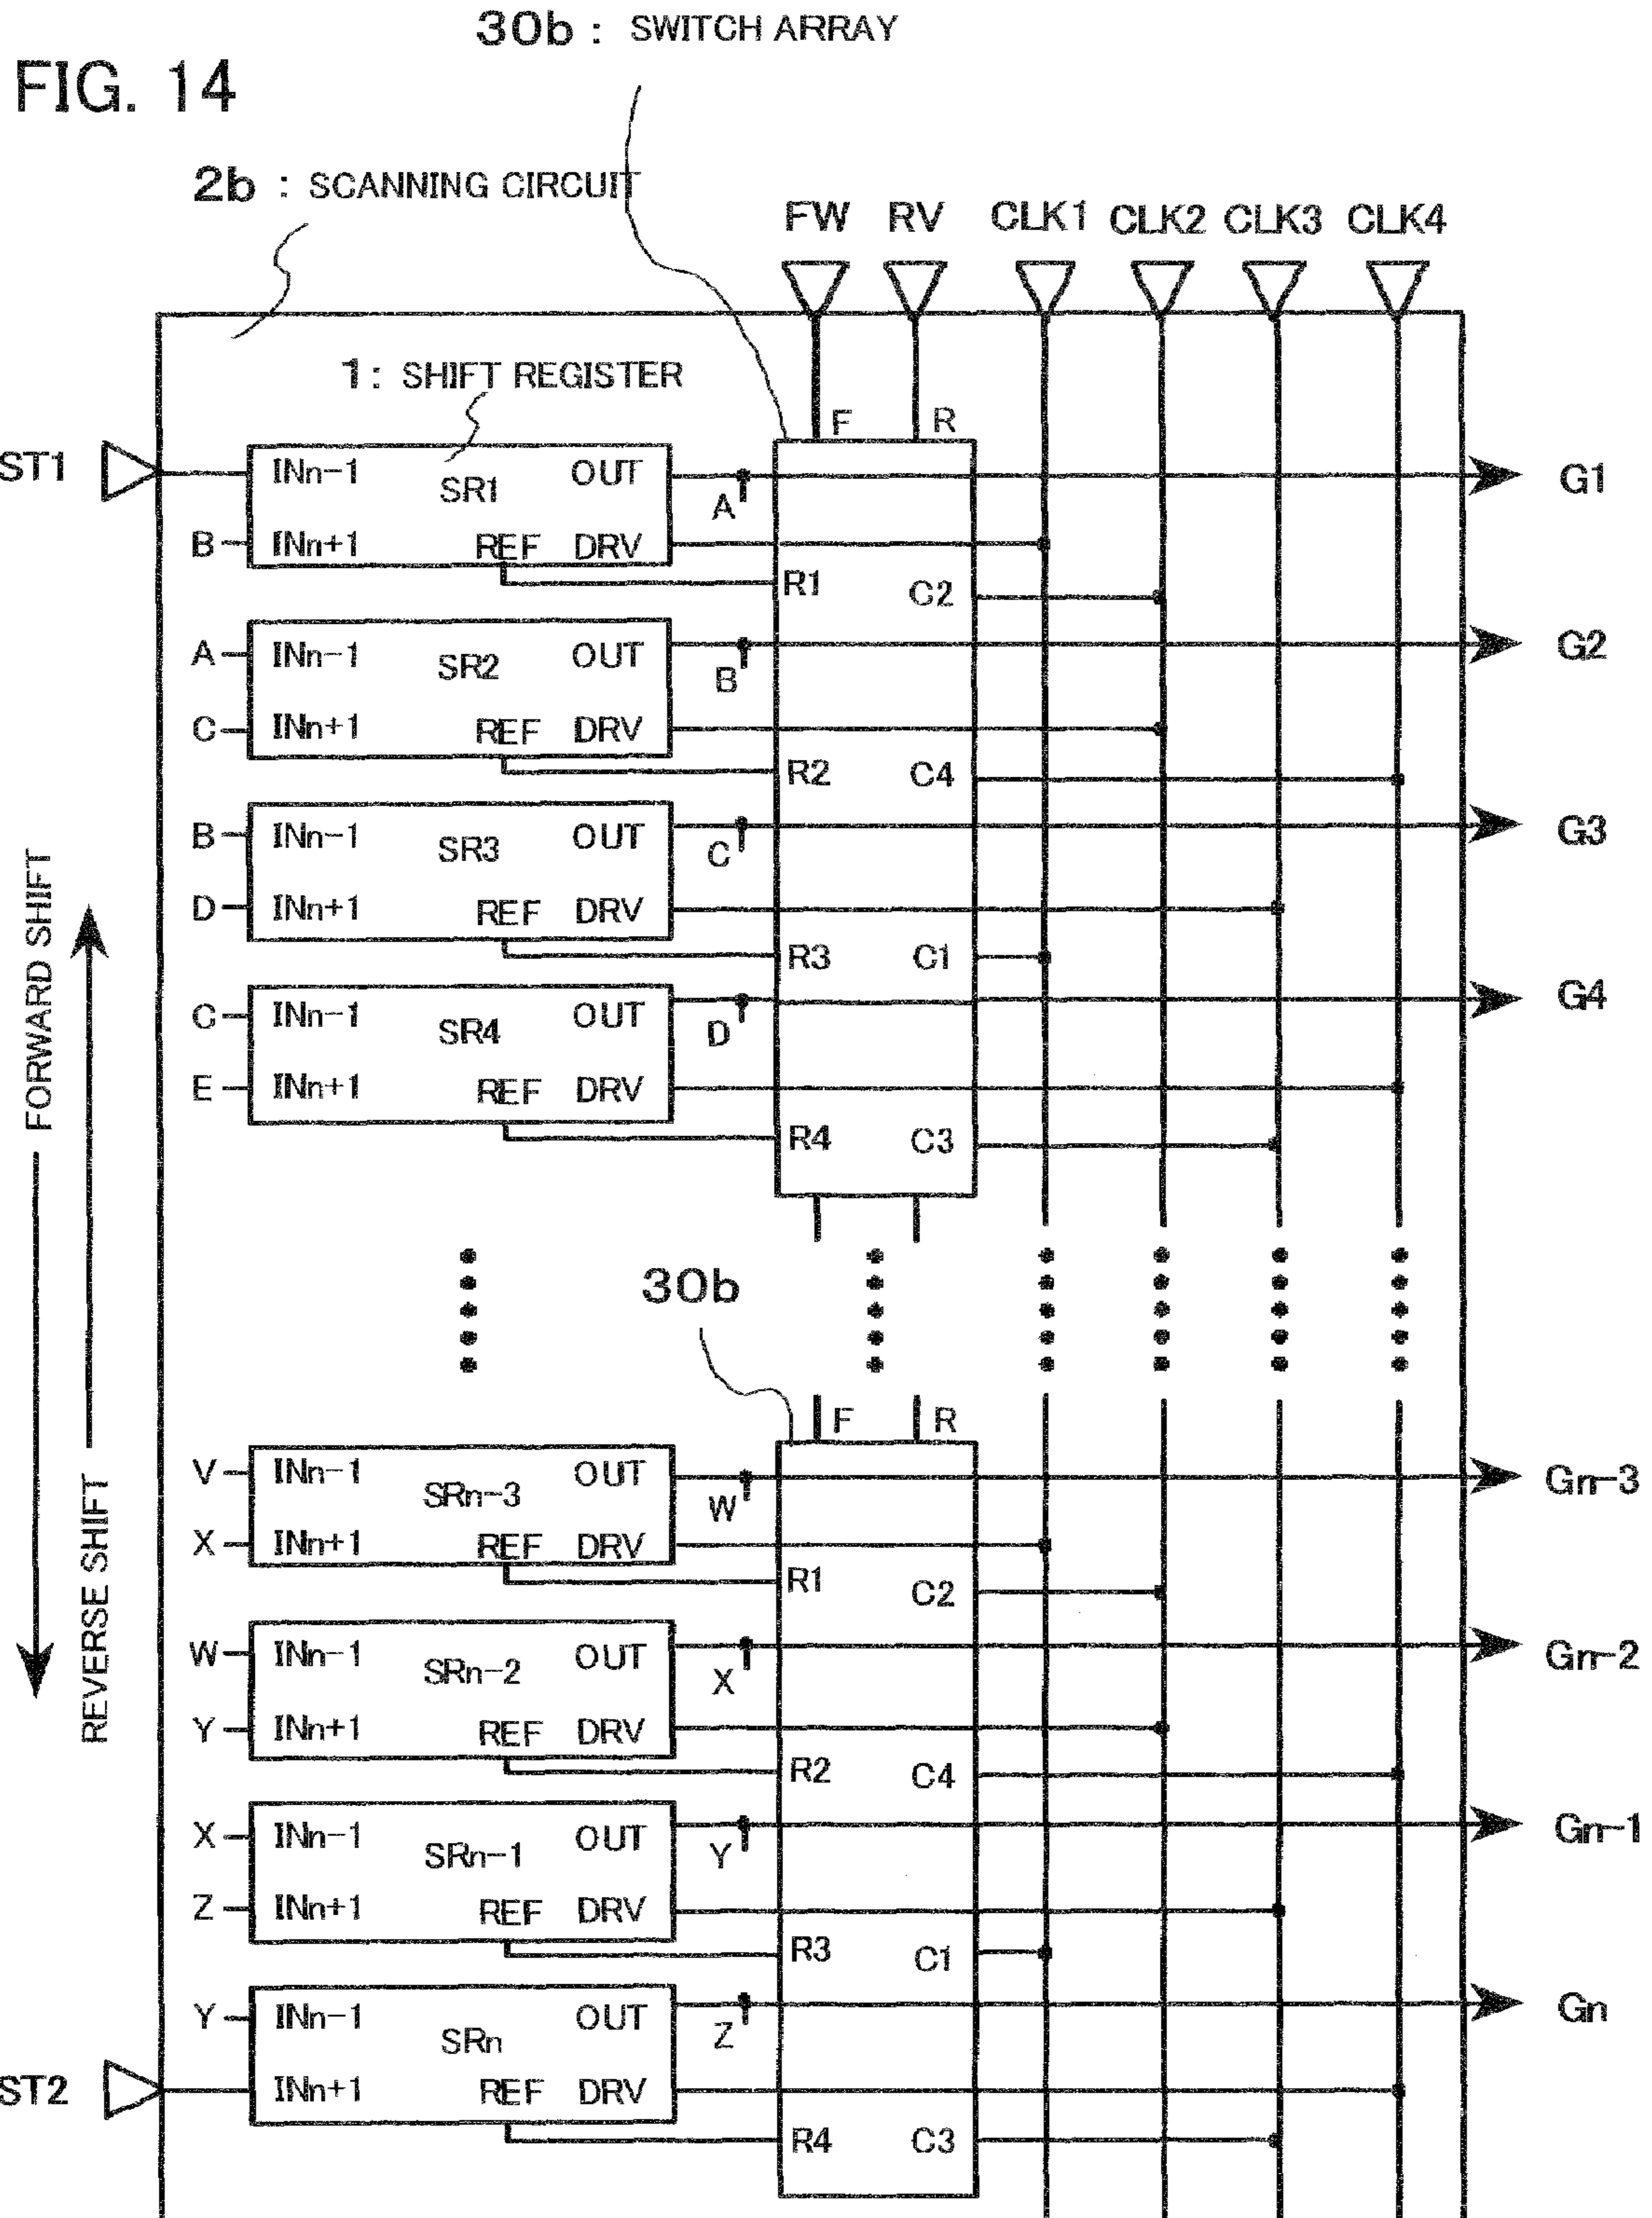 30b : SWITCH ARRAY
FIG. 14
2b : SCANNING CIRCUIT
FW RV CLK1 CLK2 CLK3 CLK4
1: SHIFT REGISTER
F R
ST1 INn-1 SR1 OUT A G1
B INn+1 REF DRV
R1 C2
A INn-1 SR2 OUT B G2
C INn+1 REF DRV
R2 C4
B INn-1 SR3 OUT C G3
D INn+1 REF DRV
R3 C1
C INn-1 SR4 OUT D G4
E INn+1 REF DRV
R4 C3
FORWARD SHIFT
REVERSE SHIFT
30b
F R
V INn-1 SRn-3 OUT W Gn-3
X INn+1 REF DRV
R1 C2
W INn-1 SRn-2 OUT X Gn-2
Y INn+1 REF DRV
R2 C4
X INn-1 SRn-1 OUT Y Gn-1
Z INn+1 REF DRV
R3 C1
Y INn-1 SRn OUT Z Gn
ST2 INn+1 REF DRV
R4 C3